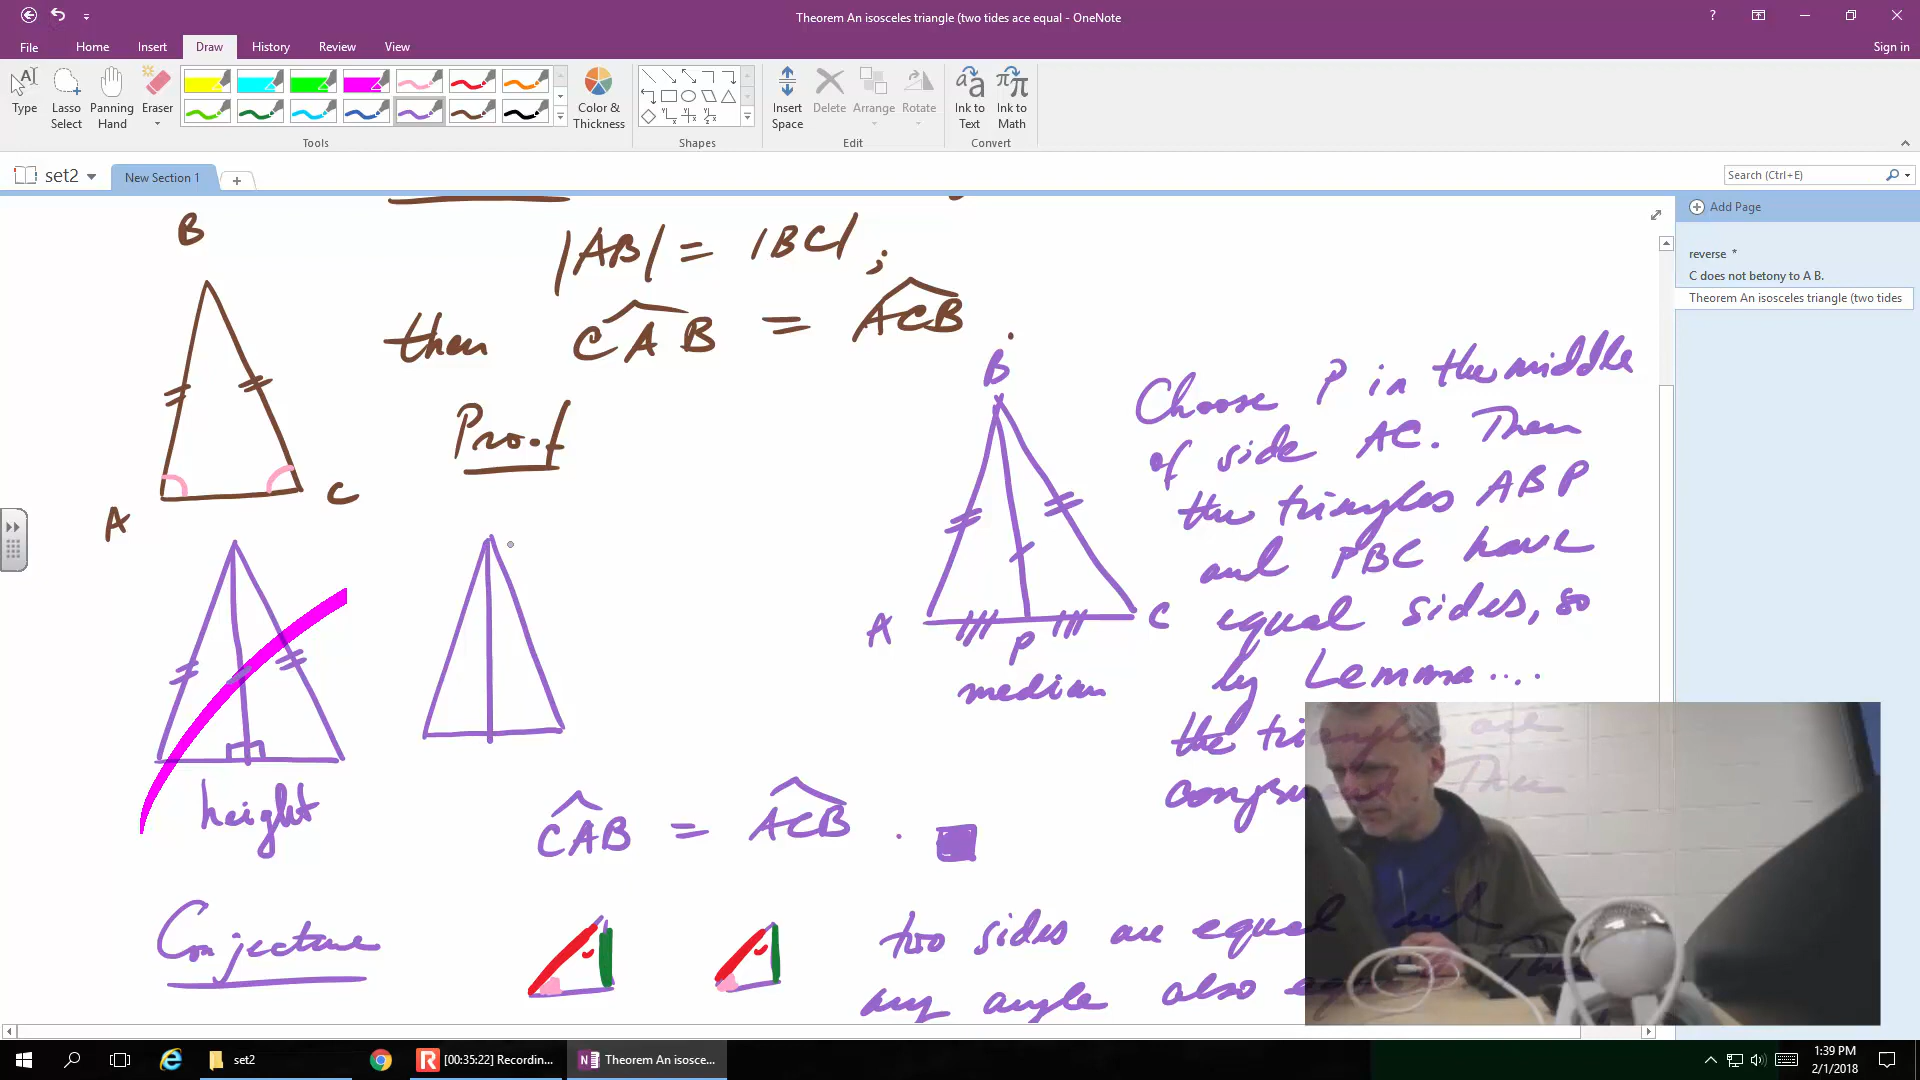 Theorem An isosceles triangle (two tides ace equal - OneNote
?
File Home Insert Draw History Review View
Sign in
Type
Lasso Select
Panning Hand
Eraser
Color & Thickness
Insert Space
Delete
Arrange
Rotate
Ink to Text
Ink to Math
Tools
Shapes
Edit
Convert
set2
New Section 1
Search (Ctrl+E)
Add Page
reverse *
C does not betony to A B.
Theorem An isosceles triangle (two tides
B
|AB| = |BC| ;
then CAB = ACB .
Proof
A
C
B
A
P
C
median
Choose P in the middle
of side AC. Then
the triangles ABP
and PBC have
equal sides, so
by Lemma....
the are
Thus
height
CAB = ACB .
Conjecture
two sides are equal and
any angle also
set2
[00:35:22] Recordin...
Theorem An isosce...
1:39 PM
2/1/2018